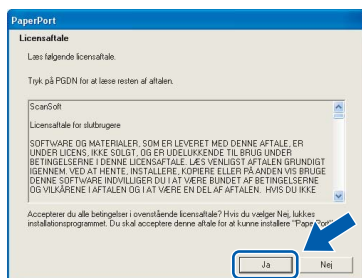 PaperPort
Licensaftale
Læs følgende licensaftale.
Tryk på PGDN for at læse resten af aftalen.
ScanSoft
Licensaftale for slutbrugere
SOFTWARE OG MATERIALER, SOM ER LEVERET MED DENNE AFTALE, ER
UNDER LICENS, IKKE SOLGT, OG ER UDELUKKENDE TIL BRUG UNDER
BETINGELSERNE I DENNE LICENSAFTALE. LÆS VENLIGST AFTALEN GRUNDIGT
IGENNEM. VED AT HENTE, INSTALLERE, KOPIERE ELLER PÅ ANDEN VIS BRUGE
DENNE SOFTWARE INDVILLIGER DU I AT VÆRE BUNDET AF BETINGELSERNE
OG VILKÅRENE I AFTALEN OG I AT VÆRE EN DEL AF AFTALEN. HVIS DU IKKE
Accepterer du alle betingelser i ovenstående licensaftale? Hvis du vælger Nej, lukkes
installationsprogrammet. Du skal acceptere denne aftale for at kunne installere "PaperPort".
Ja
Nej